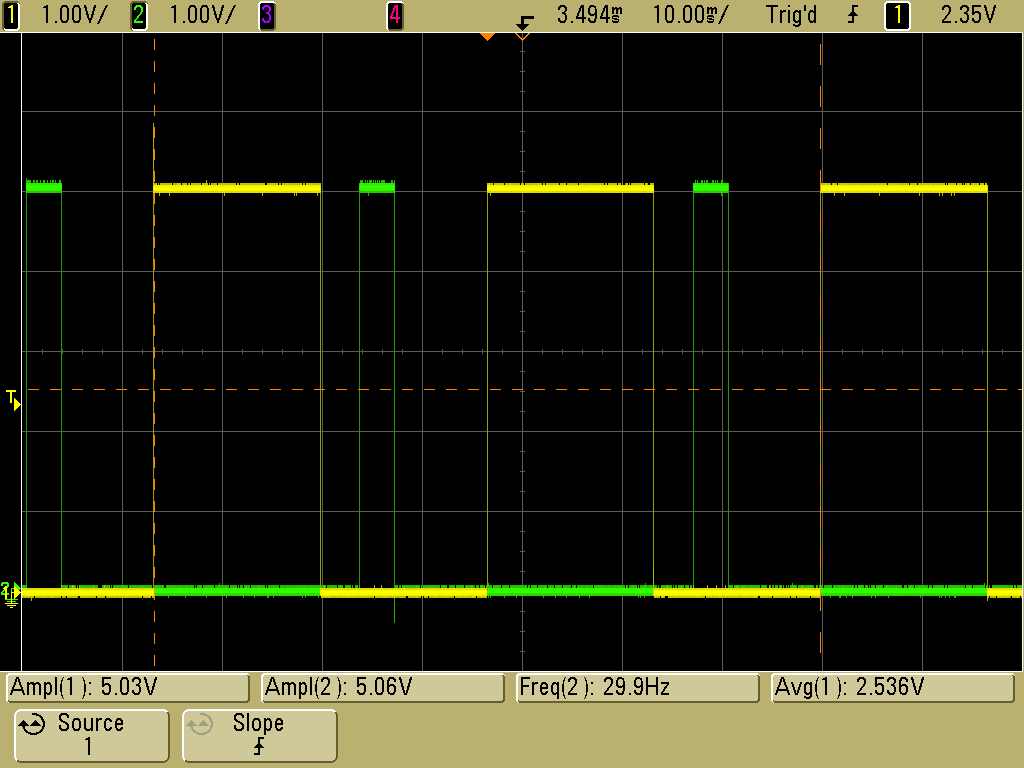 1 1.00V/ 2 1.00V/ 3 4 3.494ms 10.00ms/ Trig'd 1 2.35V
T
2
Ampl(1): 5.03V Ampl(2): 5.06V Freq(2): 29.9Hz Avg(1): 2.536V
Source Slope
1